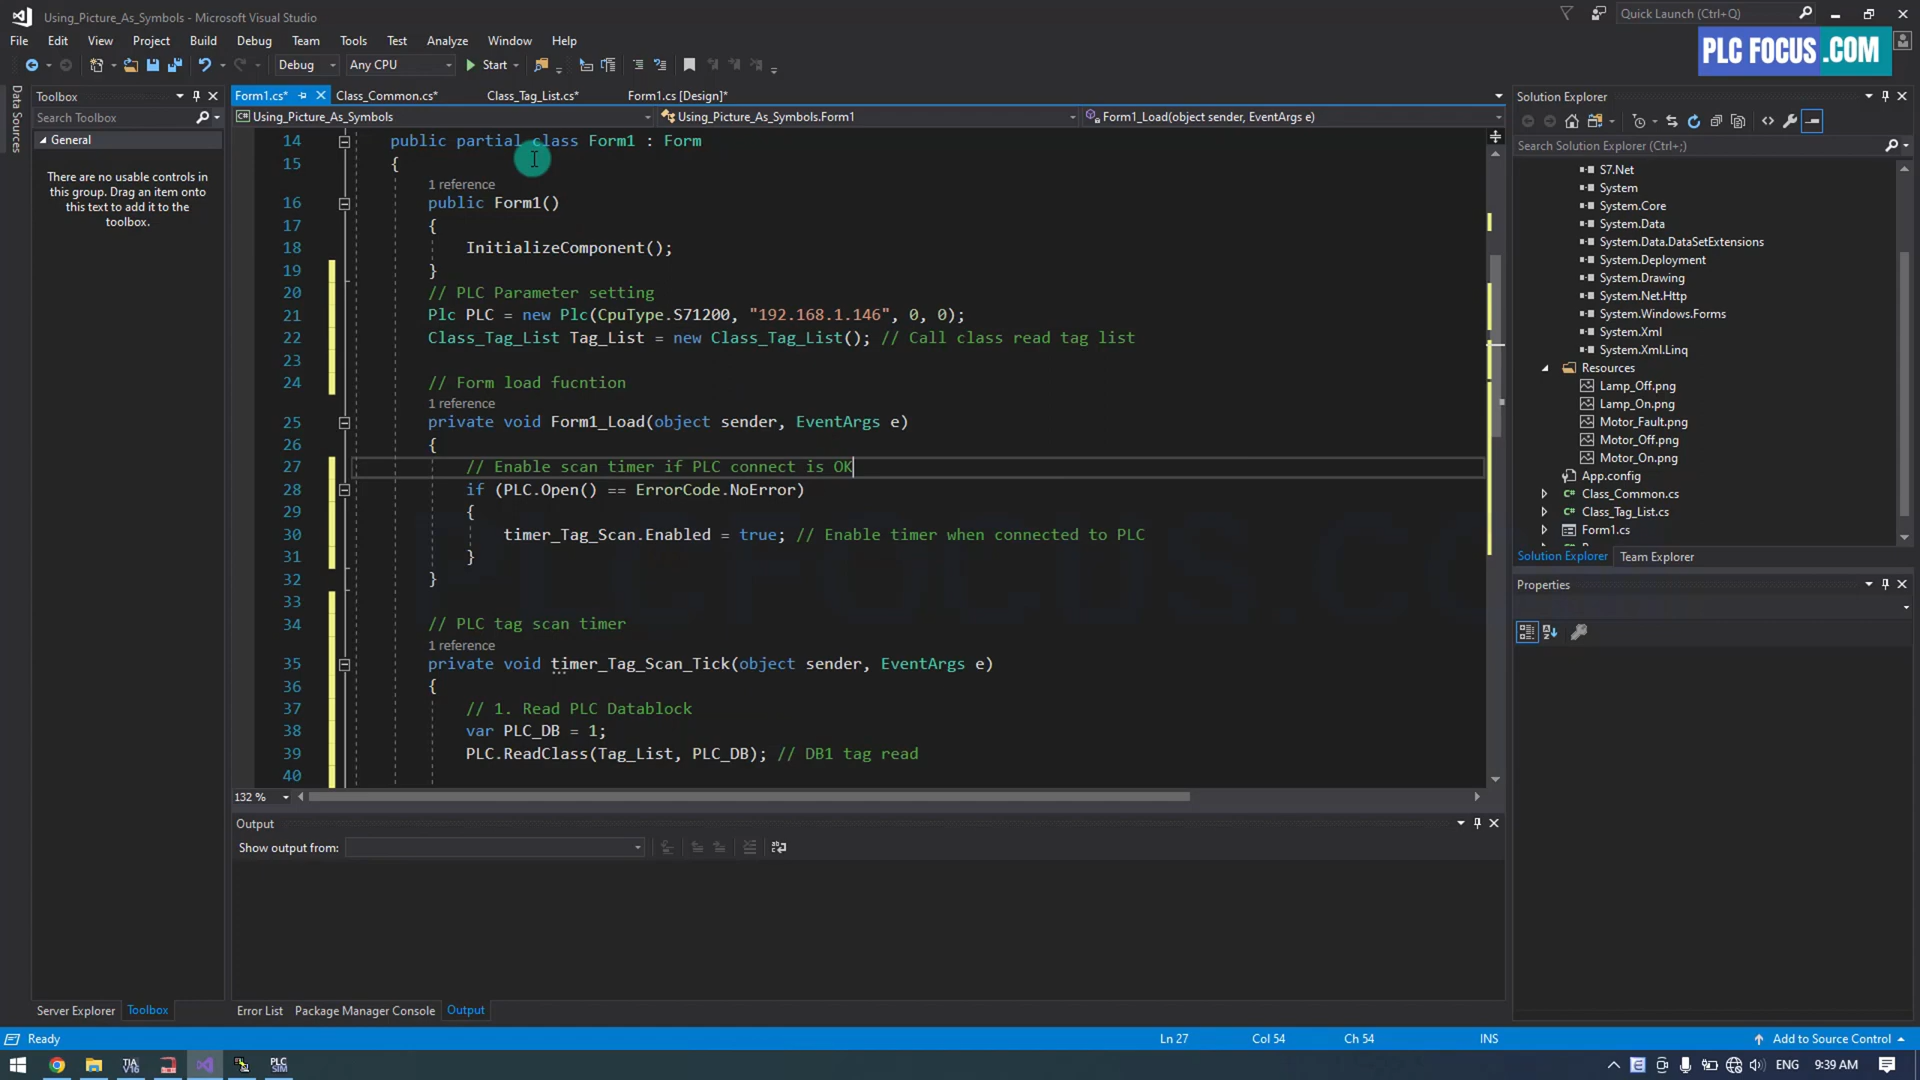 Using_Picture_As_Symbols - Microsoft Visual Studio
Quick Launch (Ctrl+Q)
File Edit View Project Build Debug Team Tools Test Analyze Window Help
PLC FOCUS .COM
Debug Any CPU Start
Data Sources
Toolbox
Search Toolbox
General
There are no usable controls in
this group. Drag an item onto
this text to add it to the
toolbox.
Form1.cs* Class_Common.cs* Class_Tag_List.cs* Form1.cs [Design]*
Using_Picture_As_Symbols Using_Picture_As_Symbols.Form1 Form1_Load(object sender, EventArgs e)
14 public partial class Form1 : Form
15 {
1 reference
16 public Form1()
17 {
18 InitializeComponent();
19 }
20 // PLC Parameter setting
21 Plc PLC = new Plc(CpuType.S71200, "192.168.1.146", 0, 0);
22 Class_Tag_List Tag_List = new Class_Tag_List(); // Call class read tag list
23
24 // Form load fucntion
1 reference
25 private void Form1_Load(object sender, EventArgs e)
26 {
27 // Enable scan timer if PLC connect is OK
28 if (PLC.Open() == ErrorCode.NoError)
29 {
30 timer_Tag_Scan.Enabled = true; // Enable timer when connected to PLC
31 }
32 }
33
34 // PLC tag scan timer
1 reference
35 private void timer_Tag_Scan_Tick(object sender, EventArgs e)
36 {
37 // 1. Read PLC Datablock
38 var PLC_DB = 1;
39 PLC.ReadClass(Tag_List, PLC_DB); // DB1 tag read
40
PLCFOCUS.CO
132 %
Output
Show output from:
Server Explorer Toolbox
Error List Package Manager Console Output
Solution Explorer
Search Solution Explorer (Ctrl+;)
S7.Net
System
System.Core
System.Data
System.Data.DataSetExtensions
System.Deployment
System.Drawing
System.Net.Http
System.Windows.Forms
System.Xml
System.Xml.Linq
Resources
Lamp_Off.png
Lamp_On.png
Motor_Fault.png
Motor_Off.png
Motor_On.png
App.config
Class_Common.cs
Class_Tag_List.cs
Form1.cs
Solution Explorer Team Explorer
Properties
Ready Ln 27 Col 54 Ch 54 INS Add to Source Control
TIA V16 PLC SIM
ENG 9:39 AM